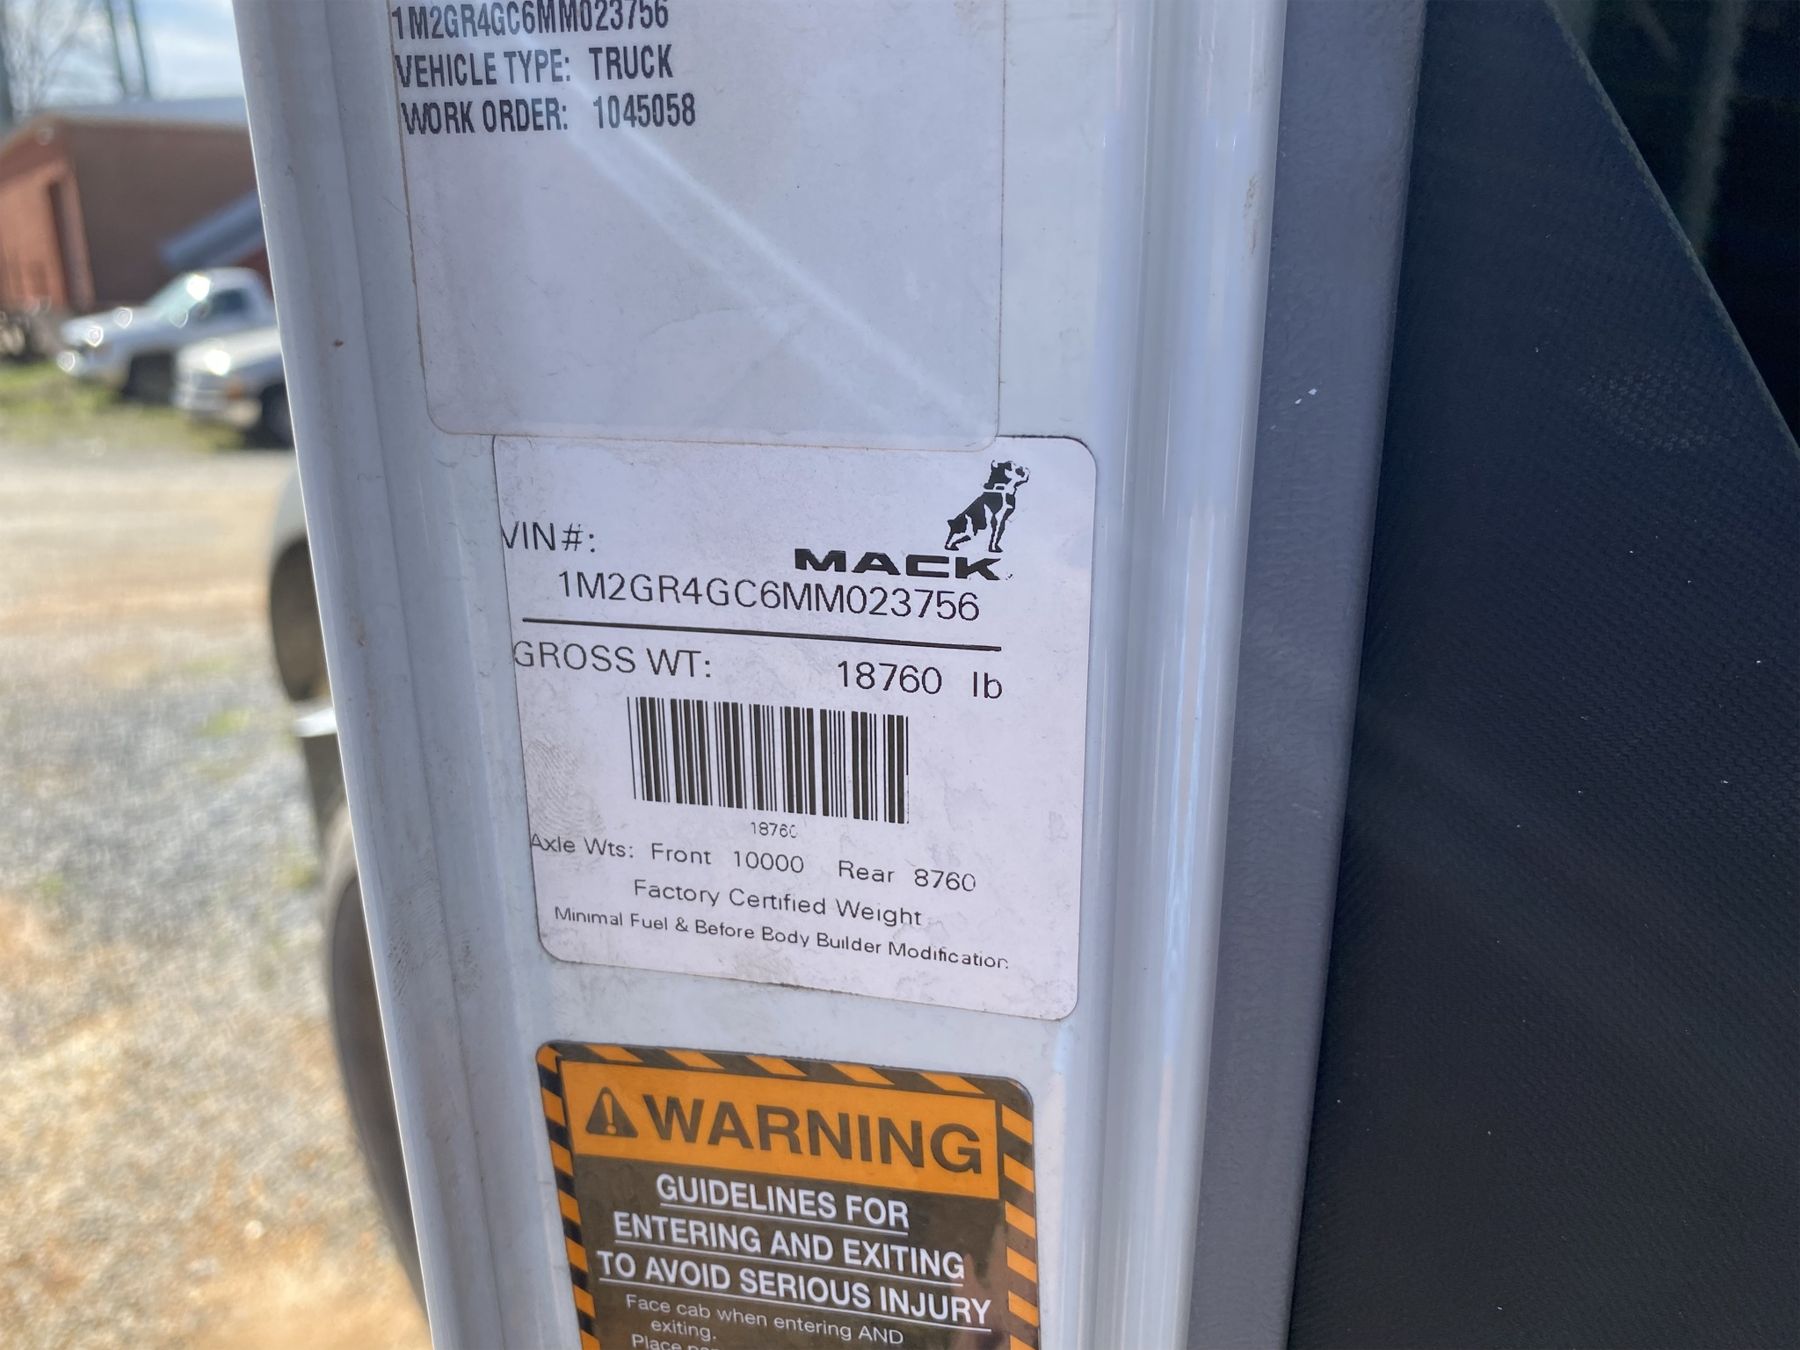 1M2GR4GC6MM023756
VEHICLE TYPE: TRUCK
WORK ORDER: 1045058
MACK
VIN#:
1M2GR4GC6MM023756
GROSS WT: 18760 lb
18760
Axle Wts: Front 10000 Rear 8760
Factory Certified Weight
Minimal Fuel & Before Body Builder Modification
WARNING
GUIDELINES FOR
ENTERING AND EXITING
TO AVOID SERIOUS INJURY
Face cab when entering AND
exiting.
Place